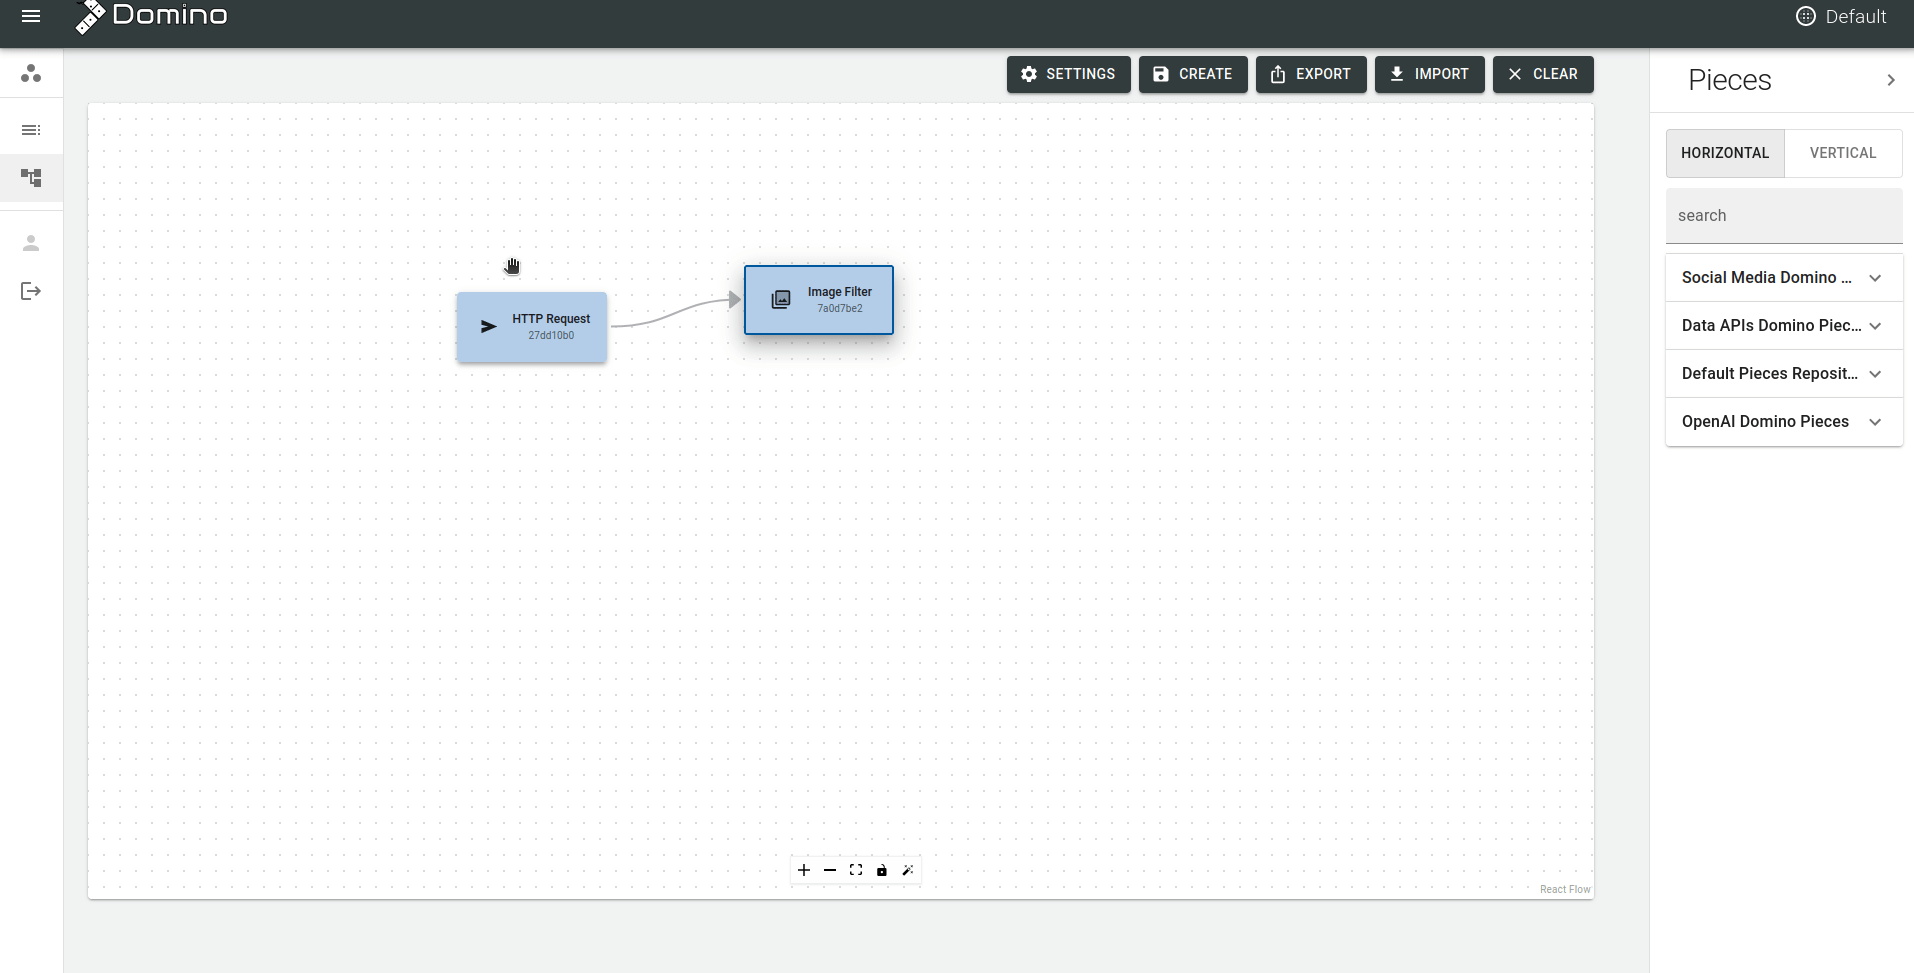 Domino
Default
SETTINGS
CREATE
EXPORT
IMPORT
CLEAR
Pieces
HORIZONTAL
VERTICAL
search
Social Media Domino ...
Data APIs Domino Piec...
Default Pieces Reposit...
OpenAI Domino Pieces
HTTP Request
27dd10b0
Image Filter
7a0d7be2
React Flow